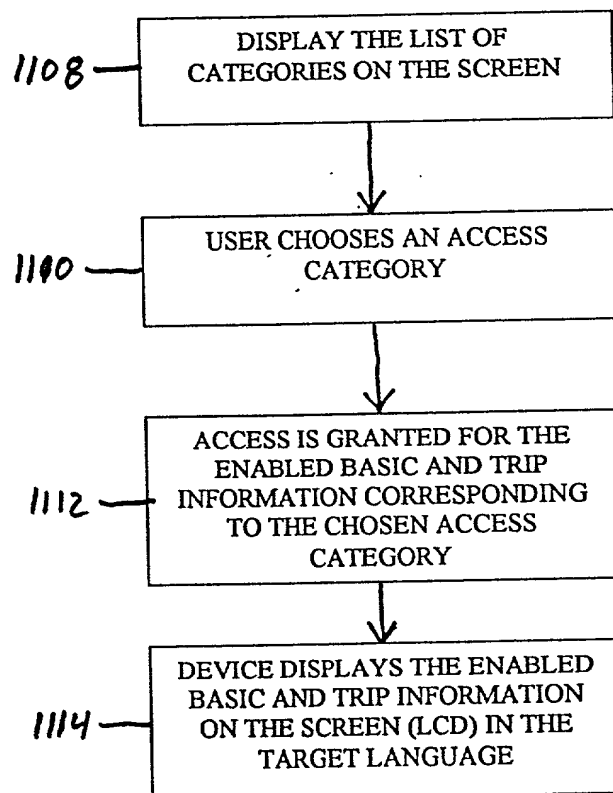 1108
DISPLAY THE LIST OF
CATEGORIES ON THE SCREEN
1110
USER CHOOSES AN ACCESS
CATEGORY
1112
ACCESS IS GRANTED FOR THE
ENABLED BASIC AND TRIP
INFORMATION CORRESPONDING
TO THE CHOSEN ACCESS
CATEGORY
1114
DEVICE DISPLAYS THE ENABLED
BASIC AND TRIP INFORMATION
ON THE SCREEN (LCD) IN THE
TARGET LANGUAGE